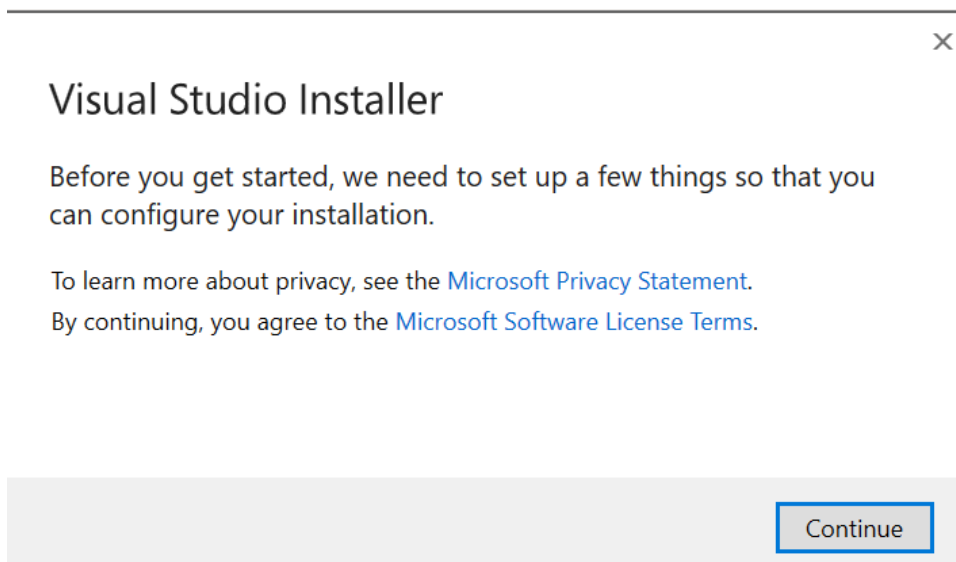 Visual Studio Installer
Before you get started, we need to set up a few things so that you
can configure your installation.
To learn more about privacy, see the Microsoft Privacy Statement.
By continuing, you agree to the Microsoft Software License Terms.
Continue